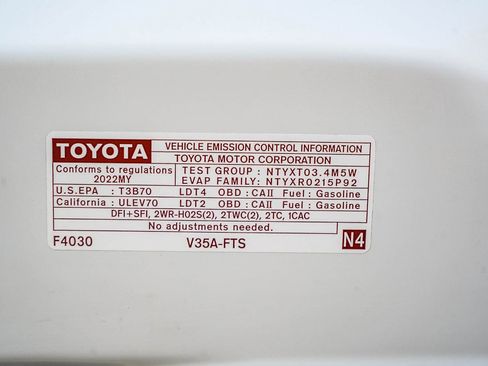 TOYOTA VEHICLE EMISSION CONTROL INFORMATION
TOYOTA MOTOR CORPORATION
Conforms to regulations
2022MY
TEST GROUP : NTYXT03.4M5W
EVAP FAMILY: NTYXR0215P92
U.S.EPA : T3B70 LDT4 OBD : CAII Fuel : Gasoline
California : ULEV70 LDT2 OBD : CAII Fuel : Gasoline
DFI+SFI, 2WR-HO2S(2), 2TWC(2), 2TC, 1CAC
No adjustments needed.
F4030 V35A-FTS N4